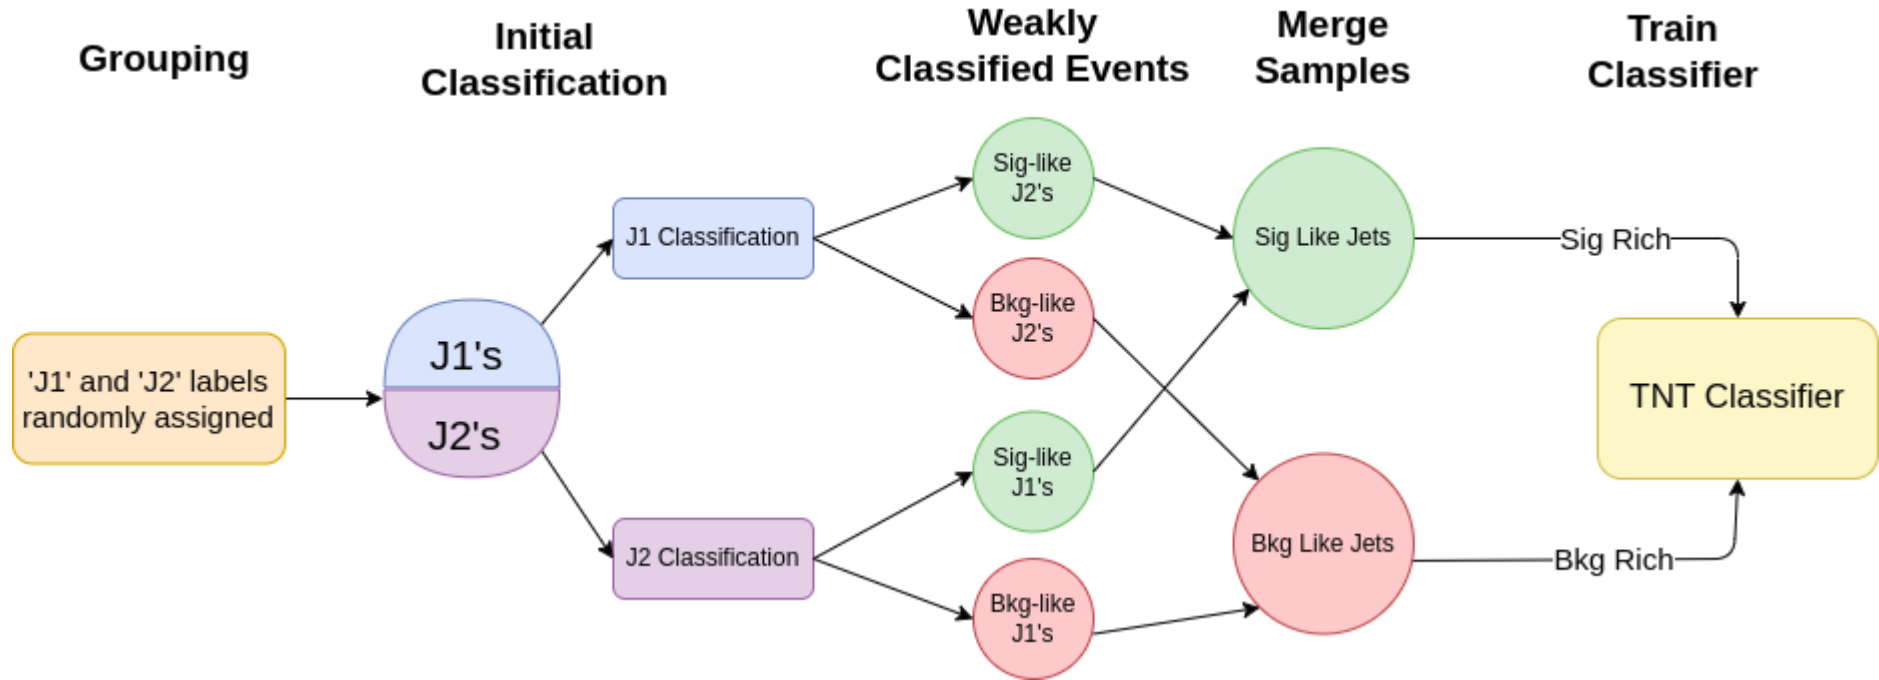 Grouping
Initial
Classification
Weakly
Classified Events
Merge
Samples
Train
Classifier
'J1' and 'J2' labels
randomly assigned
J1's
J2's
J1 Classification
J2 Classification
Sig-like
J2's
Bkg-like
J2's
Sig-like
J1's
Bkg-like
J1's
Sig Like Jets
Bkg Like Jets
Sig Rich
Bkg Rich
TNT Classifier